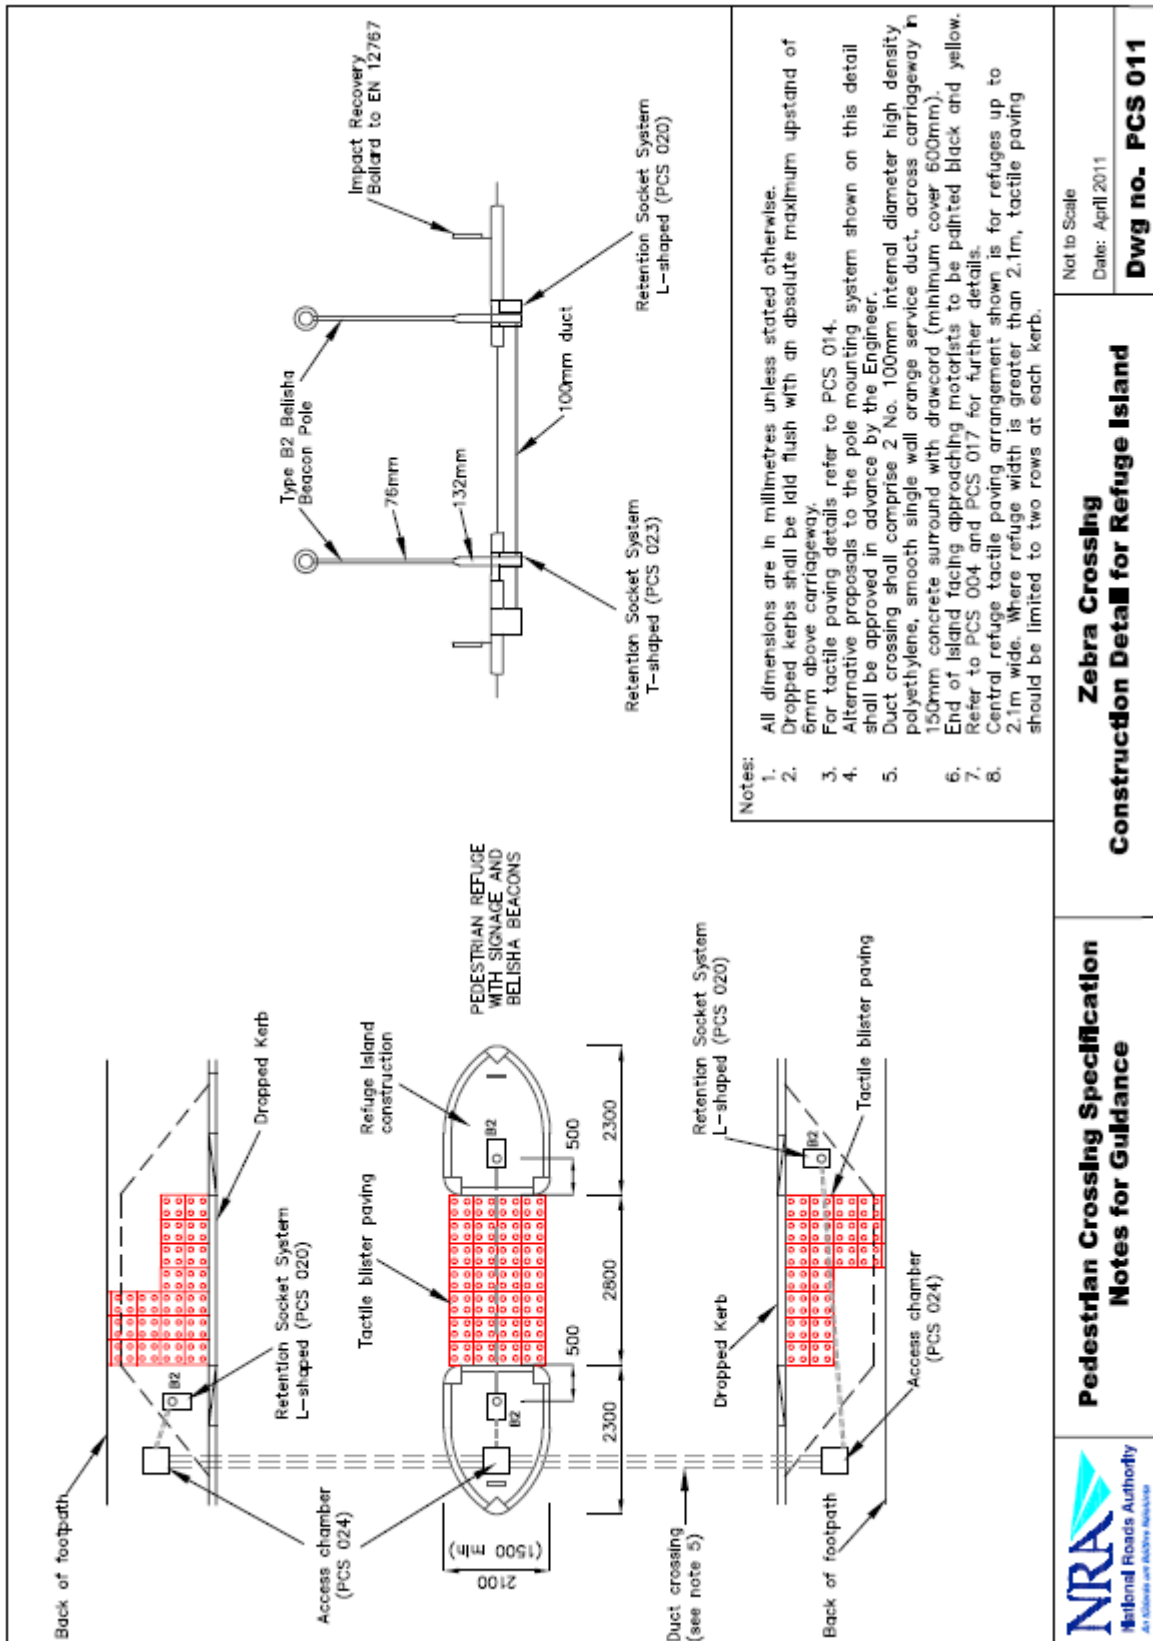 Back of footpath
Access chamber
(PCS 024)
Retention Socket System
L-shaped (PCS 020)
B2
Dropped Kerb
Tactile blister paving
Refuge Island
construction
PEDESTRIAN REFUGE
WITH SIGNAGE AND
BELISHA BEACONS
2100
(1500 min)
B2
B2
500
500
2300
2800
2300
Duct crossing
(see note 5)
Dropped Kerb
Retention Socket System
L-shaped (PCS 020)
B2
Back of footpath
Access chamber
(PCS 024)
Tactile blister paving
Type B2 Belisha
Beacon Pole
Impact Recovery
Bollard to EN 12767
76mm
132mm
Retention Socket System
T-shaped (PCS 023)
100mm duct
Retention Socket System
L-shaped (PCS 020)
Notes:
1. All dimensions are in millimetres unless stated otherwise.
2. Dropped kerbs shall be laid flush with an absolute maximum upstand of
6mm above carriageway.
3. For tactile paving details refer to PCS 014.
4. Alternative proposals to the pole mounting system shown on this detail
shall be approved in advance by the Engineer.
5. Duct crossing shall comprise 2 No. 100mm internal diameter high density
polyethylene, smooth single wall orange service duct, across carriageway in
150mm concrete surround with drawcord (minimum cover 600mm).
6. End of island facing approaching motorists to be painted black and yellow.
7. Refer to PCS 004 and PCS 017 for further details.
8. Central refuge tactile paving arrangement shown is for refuges up to
2.1m wide. Where refuge width is greater than 2.1m, tactile paving
should be limited to two rows at each kerb.
NRA
National Roads Authority
Pedestrian Crossing Specification
Notes for Guidance
Zebra Crossing
Construction Detail for Refuge Island
Not to Scale
Date: April 2011
Dwg no. PCS 011